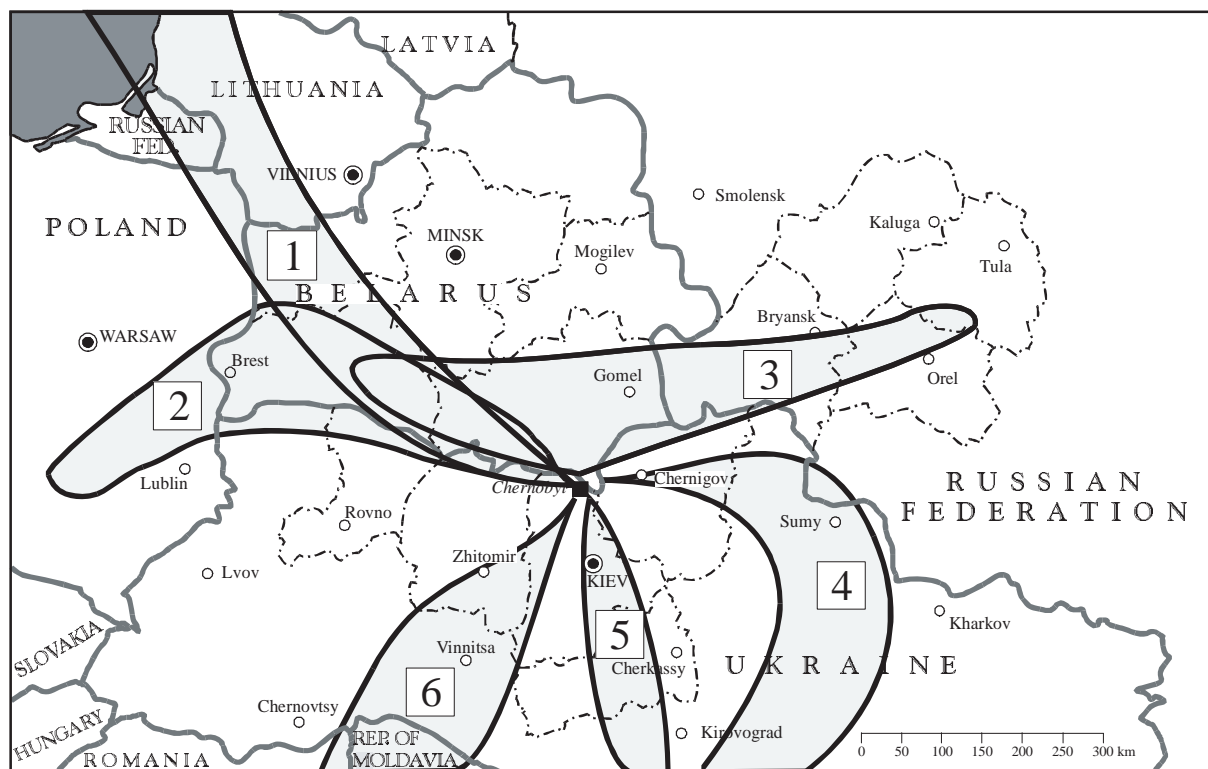 LATVIA
LITHUANIA
RUSSIAN
FED.
VILNIUS
Smolensk
POLAND
MINSK
Mogilev
Kaluga
Tula
1
BELARUS
WARSAW
Bryansk
Brest
Gomel
3
Orel
2
Lublin
Chernobyl
Chernigov
RUSSIAN
FEDERATION
Rovno
Sumy
Zhitomir
Lvov
KIEV
4
Kharkov
SLOVAKIA
5
Vinnitsa
Cherkassy
UKRAINE
6
Chernovtsy
HUNGARY
REP. OF
MOLDAVIA
Kirovograd
ROMANIA
0 50 100 150 200 250 300 km